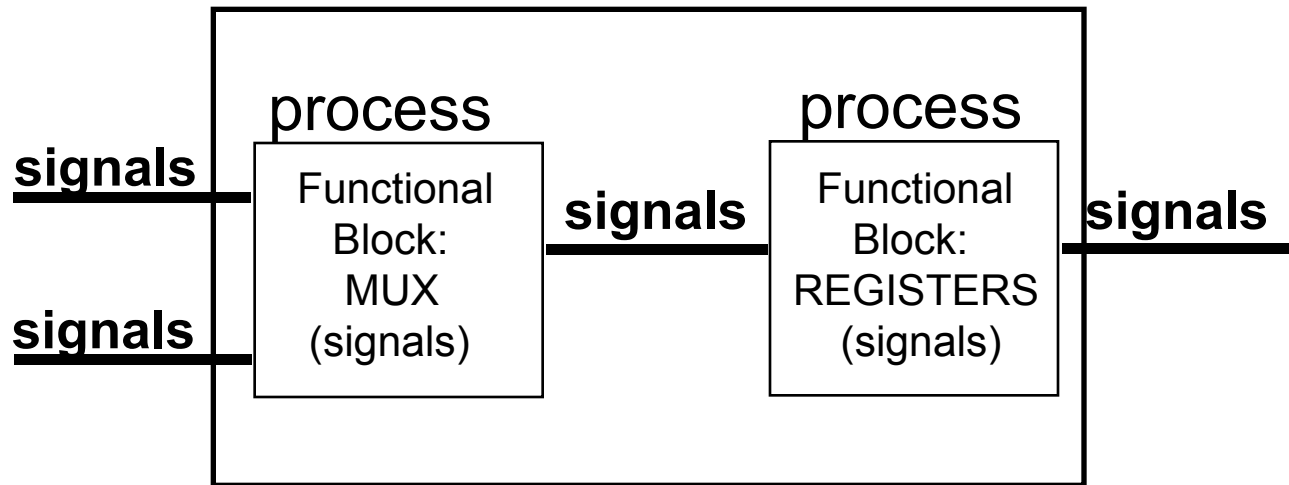 process
process
signals
signals
Functional
Block:
MUX
(signals)
signals
Functional
Block:
REGISTERS
(signals)
signals